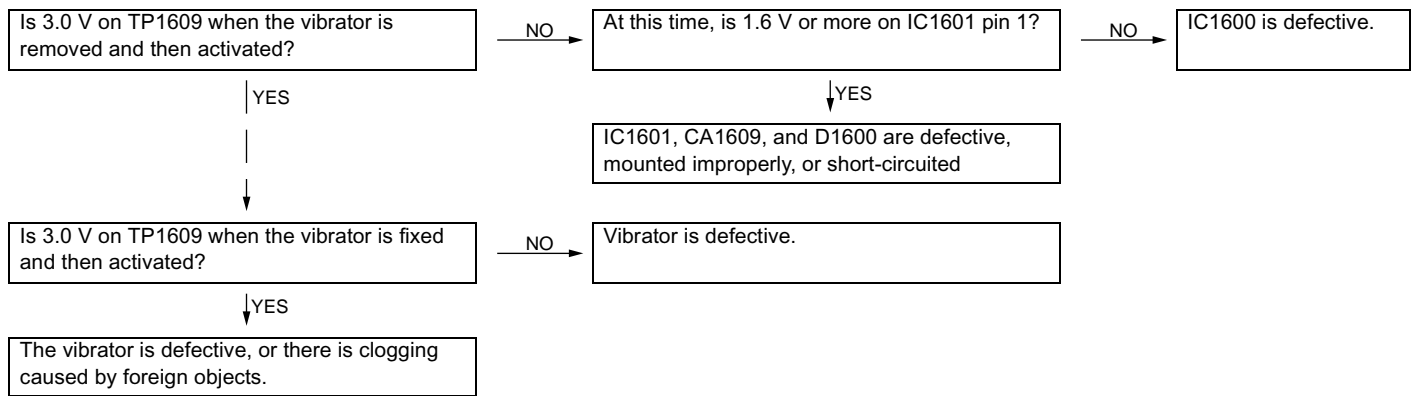 Is 3.0 V on TP1609 when the vibrator is
removed and then activated?
NO
At this time, is 1.6 V or more on IC1601 pin 1?
NO
IC1600 is defective.
YES
YES
IC1601, CA1609, and D1600 are defective,
mounted improperly, or short-circuited
Is 3.0 V on TP1609 when the vibrator is fixed
and then activated?
NO
Vibrator is defective.
YES
The vibrator is defective, or there is clogging
caused by foreign objects.